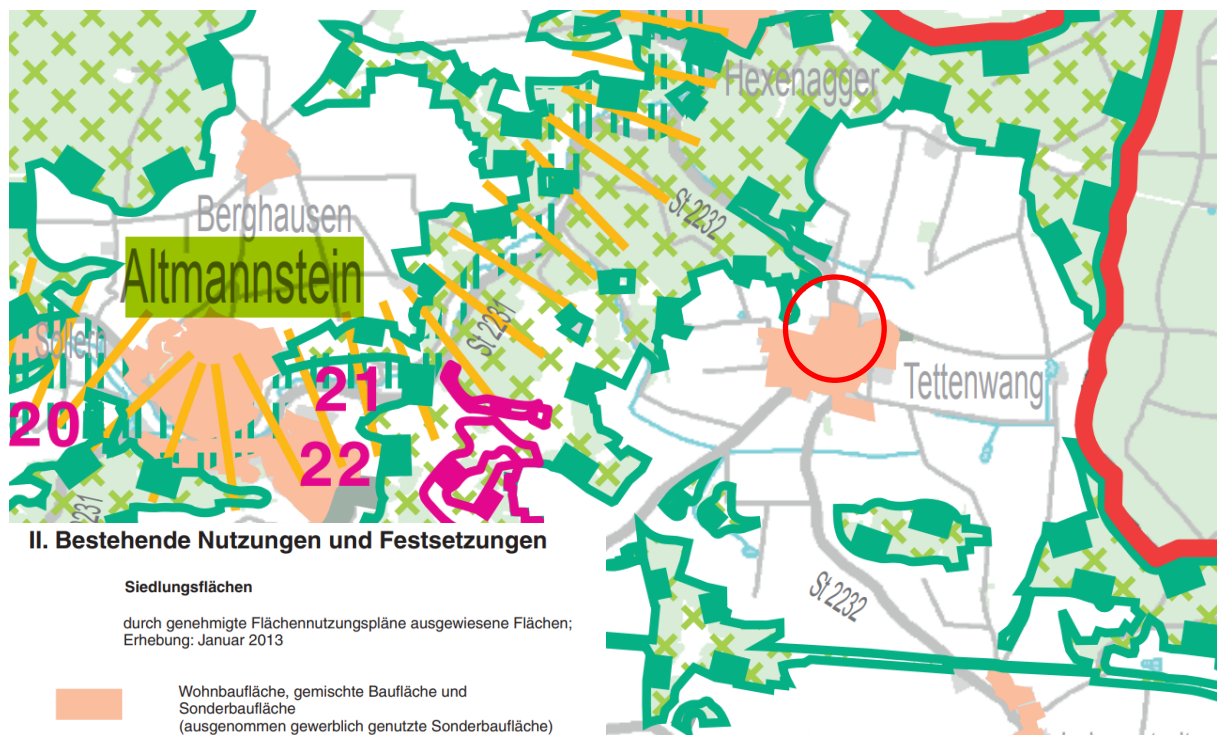 Hexenagger
Berghausen
St 2232
Altmannstein
Söllern
St 2231
21
Tettenwang
20
22
2231
II. Bestehende Nutzungen und Festsetzungen
Siedlungsflächen
durch genehmigte Flächennutzungspläne ausgewiesene Flächen;
Erhebung: Januar 2013
St 2232
Wohnbaufläche, gemischte Baufläche und
Sonderbaufläche
(ausgenommen gewerblich genutzte Sonderbaufläche)